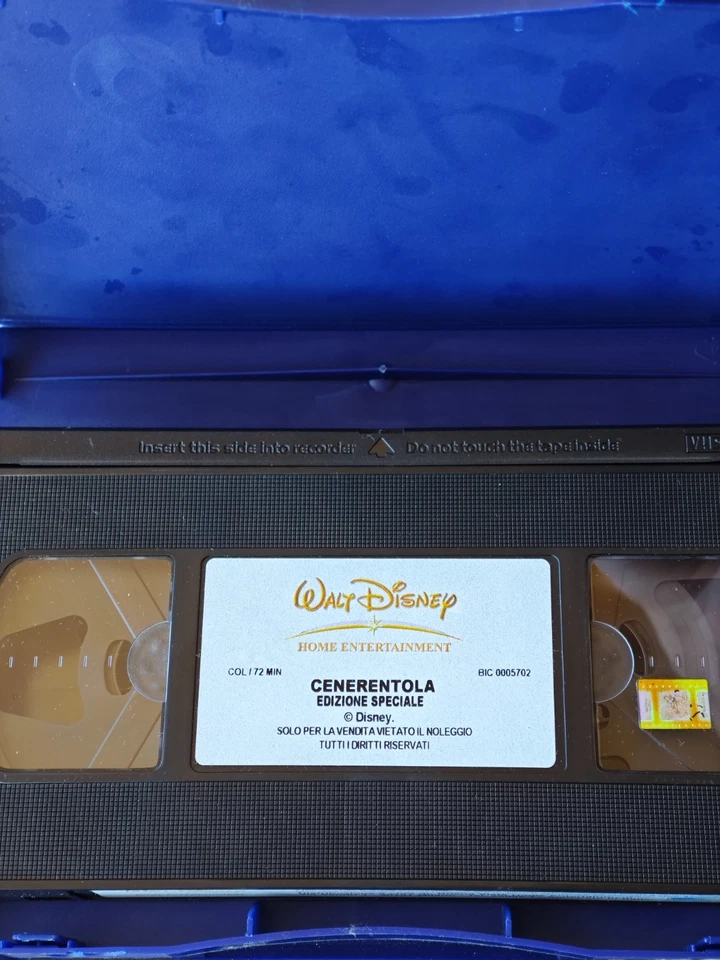 Insert this side into recorder Do not touch the tape inside VHS
WALT DISNEY
HOME ENTERTAINMENT
COL / 72 MIN BIC 0005702
CENERENTOLA
EDIZIONE SPECIALE
© Disney.
SOLO PER LA VENDITA VIETATO IL NOLEGGIO
TUTTI I DIRITTI RISERVATI